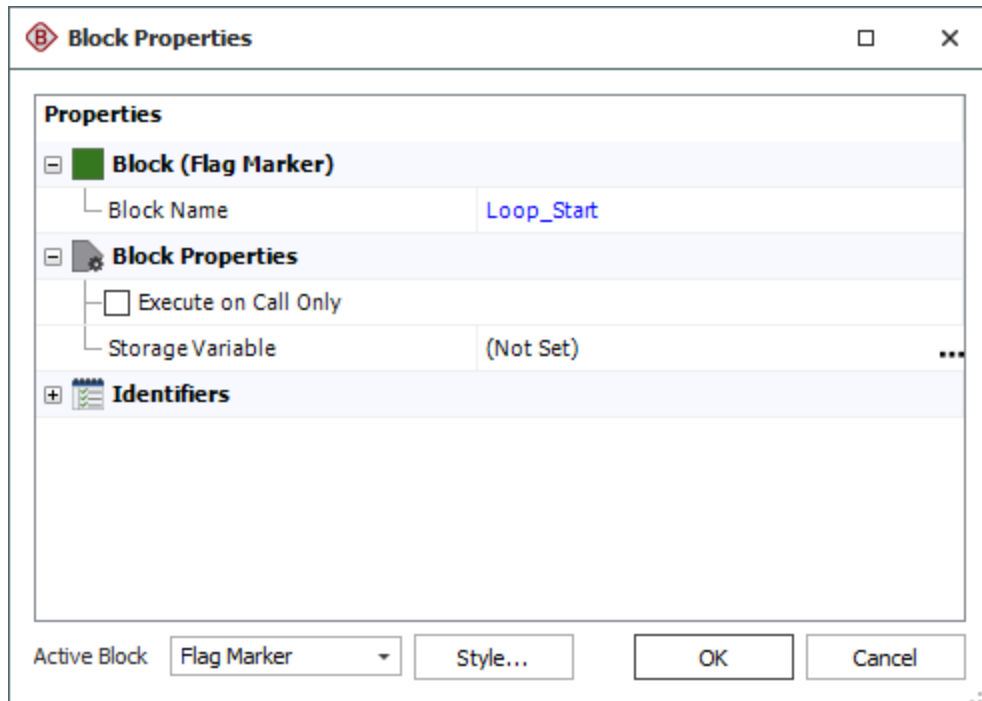 B Block Properties
Properties
Block (Flag Marker)
Block Name Loop_Start
Block Properties
Execute on Call Only
Storage Variable (Not Set) ...
Identifiers
Active Block Flag Marker Style... OK Cancel